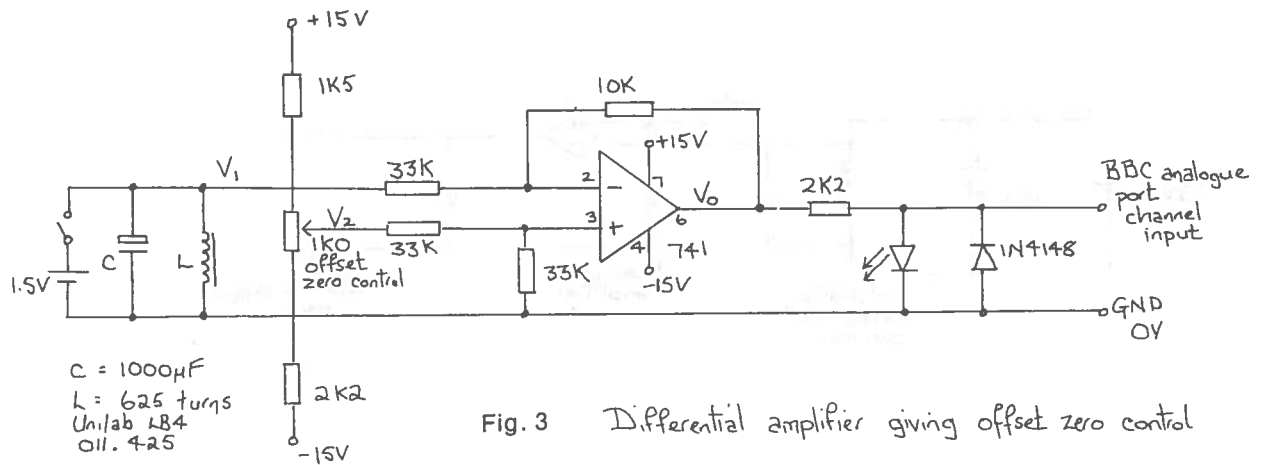 +15V
1K5
10K
+15V
V1
33K
2
7
BBC analogue
port
channel
input
2K2
V0
6
V2
3
1K0
offset
zero control
33K
4
741
1N4148
C
L
33K
1.5V
-15V
GND
0V
C = 1000µF
L = 625 turns
Unilab LB4
011.425
2K2
-15V
Fig. 3 Differential amplifier giving offset zero control